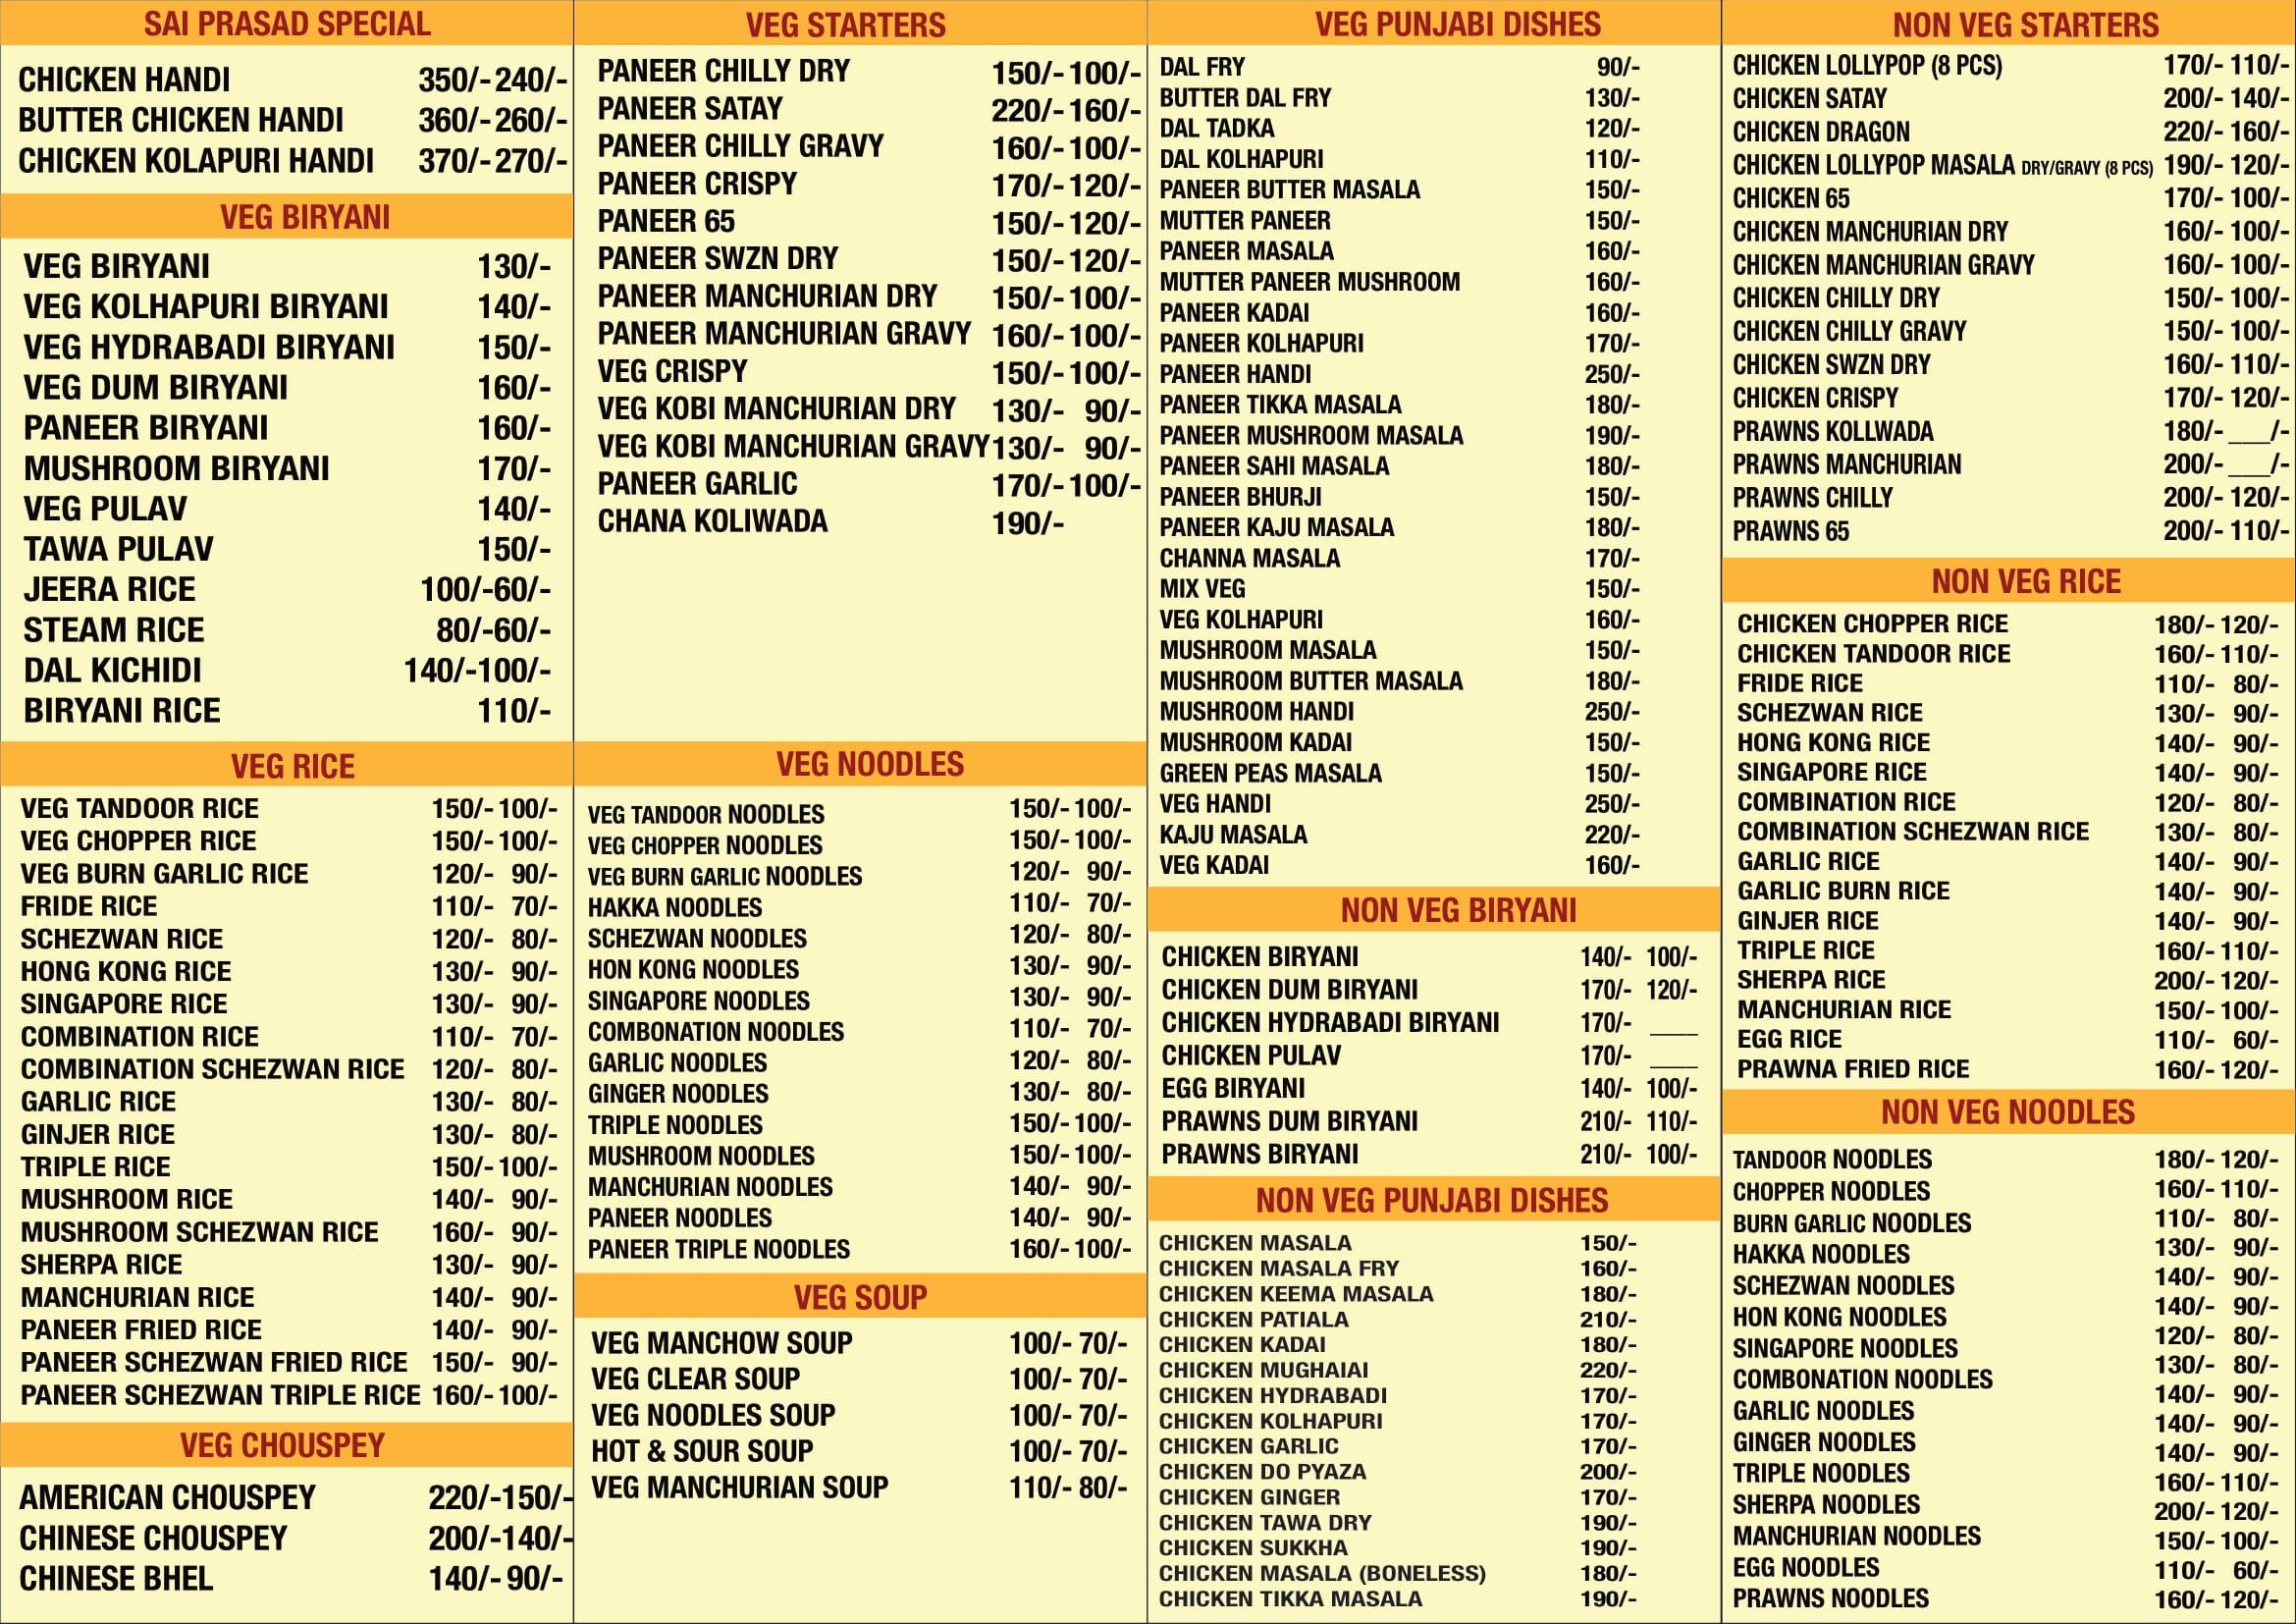 SAI PRASAD SPECIAL
CHICKEN HANDI 350/- 240/-
BUTTER CHICKEN HANDI 360/- 260/-
CHICKEN KOLAPURI HANDI 370/- 270/-
VEG BIRYANI
VEG BIRYANI 130/-
VEG KOLHAPURI BIRYANI 140/-
VEG HYDRABADI BIRYANI 150/-
VEG DUM BIRYANI 160/-
PANEER BIRYANI 160/-
MUSHROOM BIRYANI 170/-
VEG PULAV 140/-
TAWA PULAV 150/-
JEERA RICE 100/-60/-
STEAM RICE 80/-60/-
DAL KICHIDI 140/-100/-
BIRYANI RICE 110/-
VEG RICE
VEG TANDOOR RICE 150/- 100/-
VEG CHOPPER RICE 150/- 100/-
VEG BURN GARLIC RICE 120/- 90/-
FRIDE RICE 110/- 70/-
SCHEZWAN RICE 120/- 80/-
HONG KONG RICE 130/- 90/-
SINGAPORE RICE 130/- 90/-
COMBINATION RICE 110/- 70/-
COMBINATION SCHEZWAN RICE 120/- 80/-
GARLIC RICE 130/- 80/-
GINJER RICE 130/- 80/-
TRIPLE RICE 150/- 100/-
MUSHROOM RICE 140/- 90/-
MUSHROOM SCHEZWAN RICE 160/- 90/-
SHERPA RICE 130/- 90/-
MANCHURIAN RICE 140/- 90/-
PANEER FRIED RICE 140/- 90/-
PANEER SCHEZWAN FRIED RICE 150/- 90/-
PANEER SCHEZWAN TRIPLE RICE 160/- 100/-
VEG CHOUSPEY
AMERICAN CHOUSPEY 220/-150/-
CHINESE CHOUSPEY 200/-140/-
CHINESE BHEL 140/- 90/-
VEG STARTERS
PANEER CHILLY DRY 150/- 100/-
PANEER SATAY 220/- 160/-
PANEER CHILLY GRAVY 160/- 100/-
PANEER CRISPY 170/- 120/-
PANEER 65 150/- 120/-
PANEER SWZN DRY 150/- 120/-
PANEER MANCHURIAN DRY 150/- 100/-
PANEER MANCHURIAN GRAVY 160/- 100/-
VEG CRISPY 150/- 100/-
VEG KOBI MANCHURIAN DRY 130/- 90/-
VEG KOBI MANCHURIAN GRAVY 130/- 90/-
PANEER GARLIC 170/- 100/-
CHANA KOLIWADA 190/-
VEG NOODLES
VEG TANDOOR NOODLES 150/- 100/-
VEG CHOPPER NOODLES 150/- 100/-
VEG BURN GARLIC NOODLES 120/- 90/-
HAKKA NOODLES 110/- 70/-
SCHEZWAN NOODLES 120/- 80/-
HON KONG NOODLES 130/- 90/-
SINGAPORE NOODLES 130/- 90/-
COMBONATION NOODLES 110/- 70/-
GARLIC NOODLES 120/- 80/-
GINGER NOODLES 130/- 80/-
TRIPLE NOODLES 150/- 100/-
MUSHROOM NOODLES 150/- 100/-
MANCHURIAN NOODLES 140/- 90/-
PANEER NOODLES 140/- 90/-
PANEER TRIPLE NOODLES 160/- 100/-
VEG SOUP
VEG MANCHOW SOUP 100/- 70/-
VEG CLEAR SOUP 100/- 70/-
VEG NOODLES SOUP 100/- 70/-
HOT & SOUR SOUP 100/- 70/-
VEG MANCHURIAN SOUP 110/- 80/-
VEG PUNJABI DISHES
DAL FRY 90/-
BUTTER DAL FRY 130/-
DAL TADKA 120/-
DAL KOLHAPURI 110/-
PANEER BUTTER MASALA 150/-
MUTTER PANEER 150/-
PANEER MASALA 160/-
MUTTER PANEER MUSHROOM 160/-
PANEER KADAI 160/-
PANEER KOLHAPURI 170/-
PANEER HANDI 250/-
PANEER TIKKA MASALA 180/-
PANEER MUSHROOM MASALA 190/-
PANEER SAHI MASALA 180/-
PANEER BHURJI 150/-
PANEER KAJU MASALA 180/-
CHANNA MASALA 170/-
MIX VEG 150/-
VEG KOLHAPURI 160/-
MUSHROOM MASALA 150/-
MUSHROOM BUTTER MASALA 180/-
MUSHROOM HANDI 250/-
MUSHROOM KADAI 150/-
GREEN PEAS MASALA 150/-
VEG HANDI 250/-
KAJU MASALA 220/-
VEG KADAI 160/-
NON VEG BIRYANI
CHICKEN BIRYANI 140/- 100/-
CHICKEN DUM BIRYANI 170/- 120/-
CHICKEN HYDRABADI BIRYANI 170/- ___
CHICKEN PULAV 170/- ___
EGG BIRYANI 140/- 100/-
PRAWNS DUM BIRYANI 210/- 110/-
PRAWNS BIRYANI 210/- 100/-
NON VEG PUNJABI DISHES
CHICKEN MASALA 150/-
CHICKEN MASALA FRY 160/-
CHICKEN KEEMA MASALA 180/-
CHICKEN PATIALA 210/-
CHICKEN KADAI 180/-
CHICKEN MUGHAIAI 220/-
CHICKEN HYDRABADI 170/-
CHICKEN KOLHAPURI 170/-
CHICKEN GARLIC 170/-
CHICKEN DO PYAZA 200/-
CHICKEN GINGER 170/-
CHICKEN TAWA DRY 190/-
CHICKEN SUKKHA 190/-
CHICKEN MASALA (BONELESS) 180/-
CHICKEN TIKKA MASALA 190/-
NON VEG STARTERS
CHICKEN LOLLYPOP (8 PCS) 170/- 110/-
CHICKEN SATAY 200/- 140/-
CHICKEN DRAGON 220/- 160/-
CHICKEN LOLLYPOP MASALA DRY/GRAVY (8 PCS) 190/- 120/-
CHICKEN 65 170/- 100/-
CHICKEN MANCHURIAN DRY 160/- 100/-
CHICKEN MANCHURIAN GRAVY 160/- 100/-
CHICKEN CHILLY DRY 150/- 100/-
CHICKEN CHILLY GRAVY 150/- 100/-
CHICKEN SWZN DRY 160/- 110/-
CHICKEN CRISPY 170/- 120/-
PRAWNS KOLLWADA 180/- ___/-
PRAWNS MANCHURIAN 200/- ___/-
PRAWNS CHILLY 200/- 120/-
PRAWNS 65 200/- 110/-
NON VEG RICE
CHICKEN CHOPPER RICE 180/- 120/-
CHICKEN TANDOOR RICE 160/- 110/-
FRIDE RICE 110/- 80/-
SCHEZWAN RICE 130/- 90/-
HONG KONG RICE 140/- 90/-
SINGAPORE RICE 140/- 90/-
COMBINATION RICE 120/- 80/-
COMBINATION SCHEZWAN RICE 130/- 80/-
GARLIC RICE 140/- 90/-
GARLIC BURN RICE 140/- 90/-
GINJER RICE 140/- 90/-
TRIPLE RICE 160/- 110/-
SHERPA RICE 200/- 120/-
MANCHURIAN RICE 150/- 100/-
EGG RICE 110/- 60/-
PRAWNA FRIED RICE 160/- 120/-
NON VEG NOODLES
TANDOOR NOODLES 180/- 120/-
CHOPPER NOODLES 160/- 110/-
BURN GARLIC NOODLES 110/- 80/-
HAKKA NOODLES 130/- 90/-
SCHEZWAN NOODLES 140/- 90/-
HON KONG NOODLES 140/- 90/-
SINGAPORE NOODLES 120/- 80/-
COMBONATION NOODLES 130/- 80/-
GARLIC NOODLES 140/- 90/-
GINGER NOODLES 140/- 90/-
TRIPLE NOODLES 140/- 90/-
SHERPA NOODLES 160/- 110/-
MANCHURIAN NOODLES 200/- 120/-
EGG NOODLES 150/- 100/-
PRAWNS NOODLES 110/- 60/-
160/- 120/-